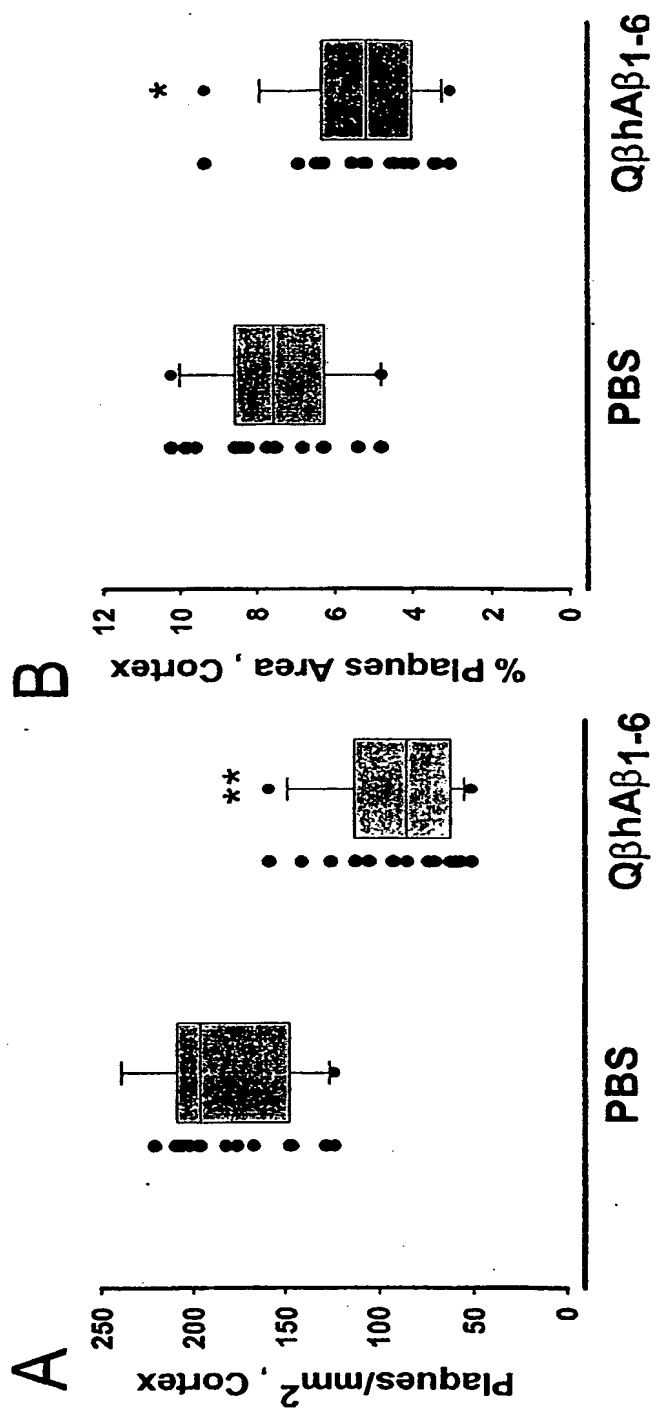 A
Plaques/mm², Cortex
250
200
150
100
50
0
**
PBS
QβhAβ1-6
B
% Plaques Area, Cortex
12
10
8
6
4
2
0
*
PBS
QβhAβ1-6